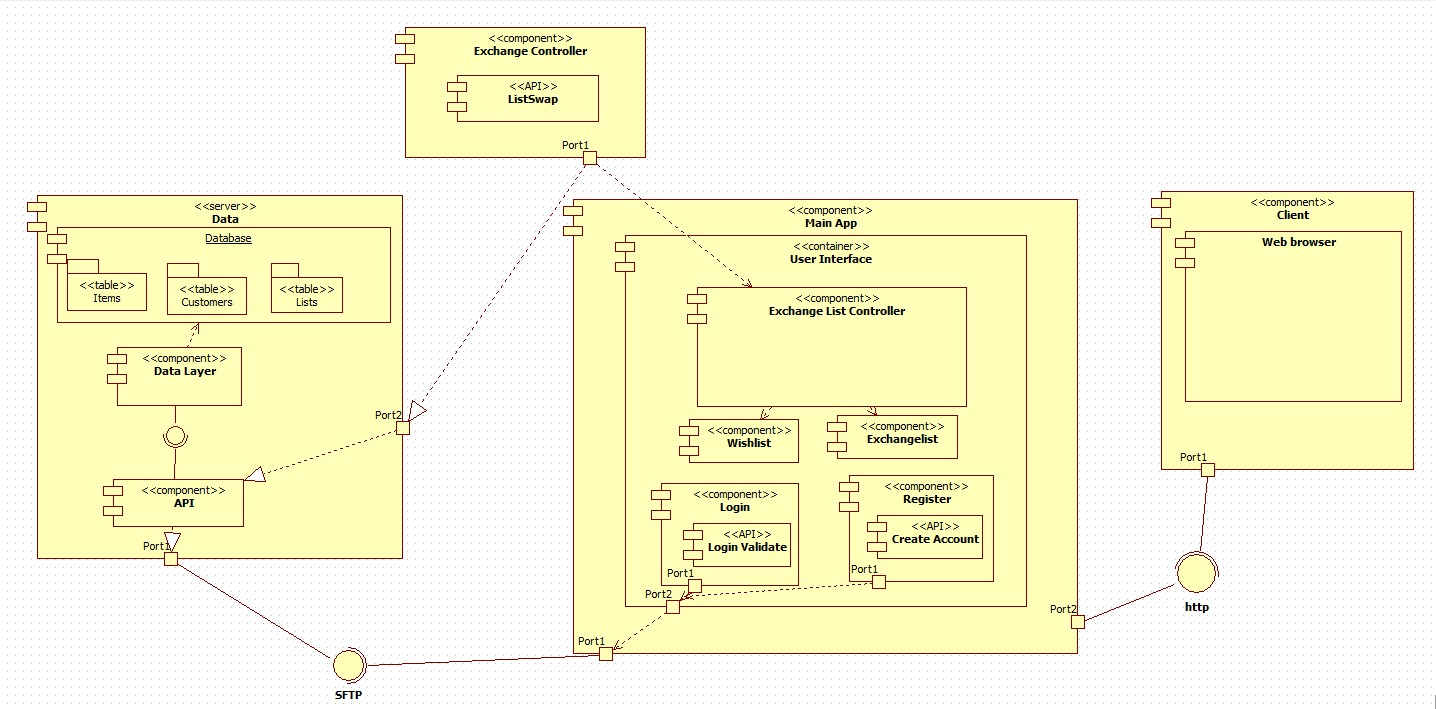 <<component>>
Exchange Controller
<<API>>
ListSwap
Port1
<<server>>
Data
Database
<<table>>
Items
<<table>>
Customers
<<table>>
Lists
<<component>>
Data Layer
Port2
<<component>>
API
Port1
SFTP
<<component>>
Main App
<<container>>
User Interface
<<component>>
Exchange List Controller
<<component>>
Wishlist
<<component>>
Exchangelist
<<component>>
Login
<<API>>
Login Validate
Port1
<<component>>
Register
<<API>>
Create Account
Port1
Port2
Port1
Port2
<<component>>
Client
Web browser
Port1
http